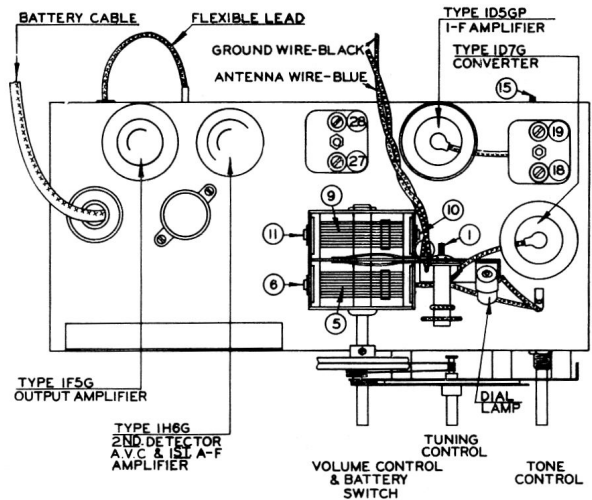 BATTERY CABLE
FLEXIBLE LEAD
GROUND WIRE-BLACK
ANTENNA WIRE-BLUE
TYPE 1D5GP
I-F AMPLIFIER
TYPE 1D7G
CONVERTER
15
28
27
19
18
9
10
11
1
6
5
TYPE 1F5G
OUTPUT AMPLIFIER
TYPE 1H6G
2ND. DETECTOR
A.V.C & 1ST. A-F
AMPLIFIER
DIAL
LAMP
TUNING
CONTROL
VOLUME CONTROL
& BATTERY
SWITCH
TONE
CONTROL